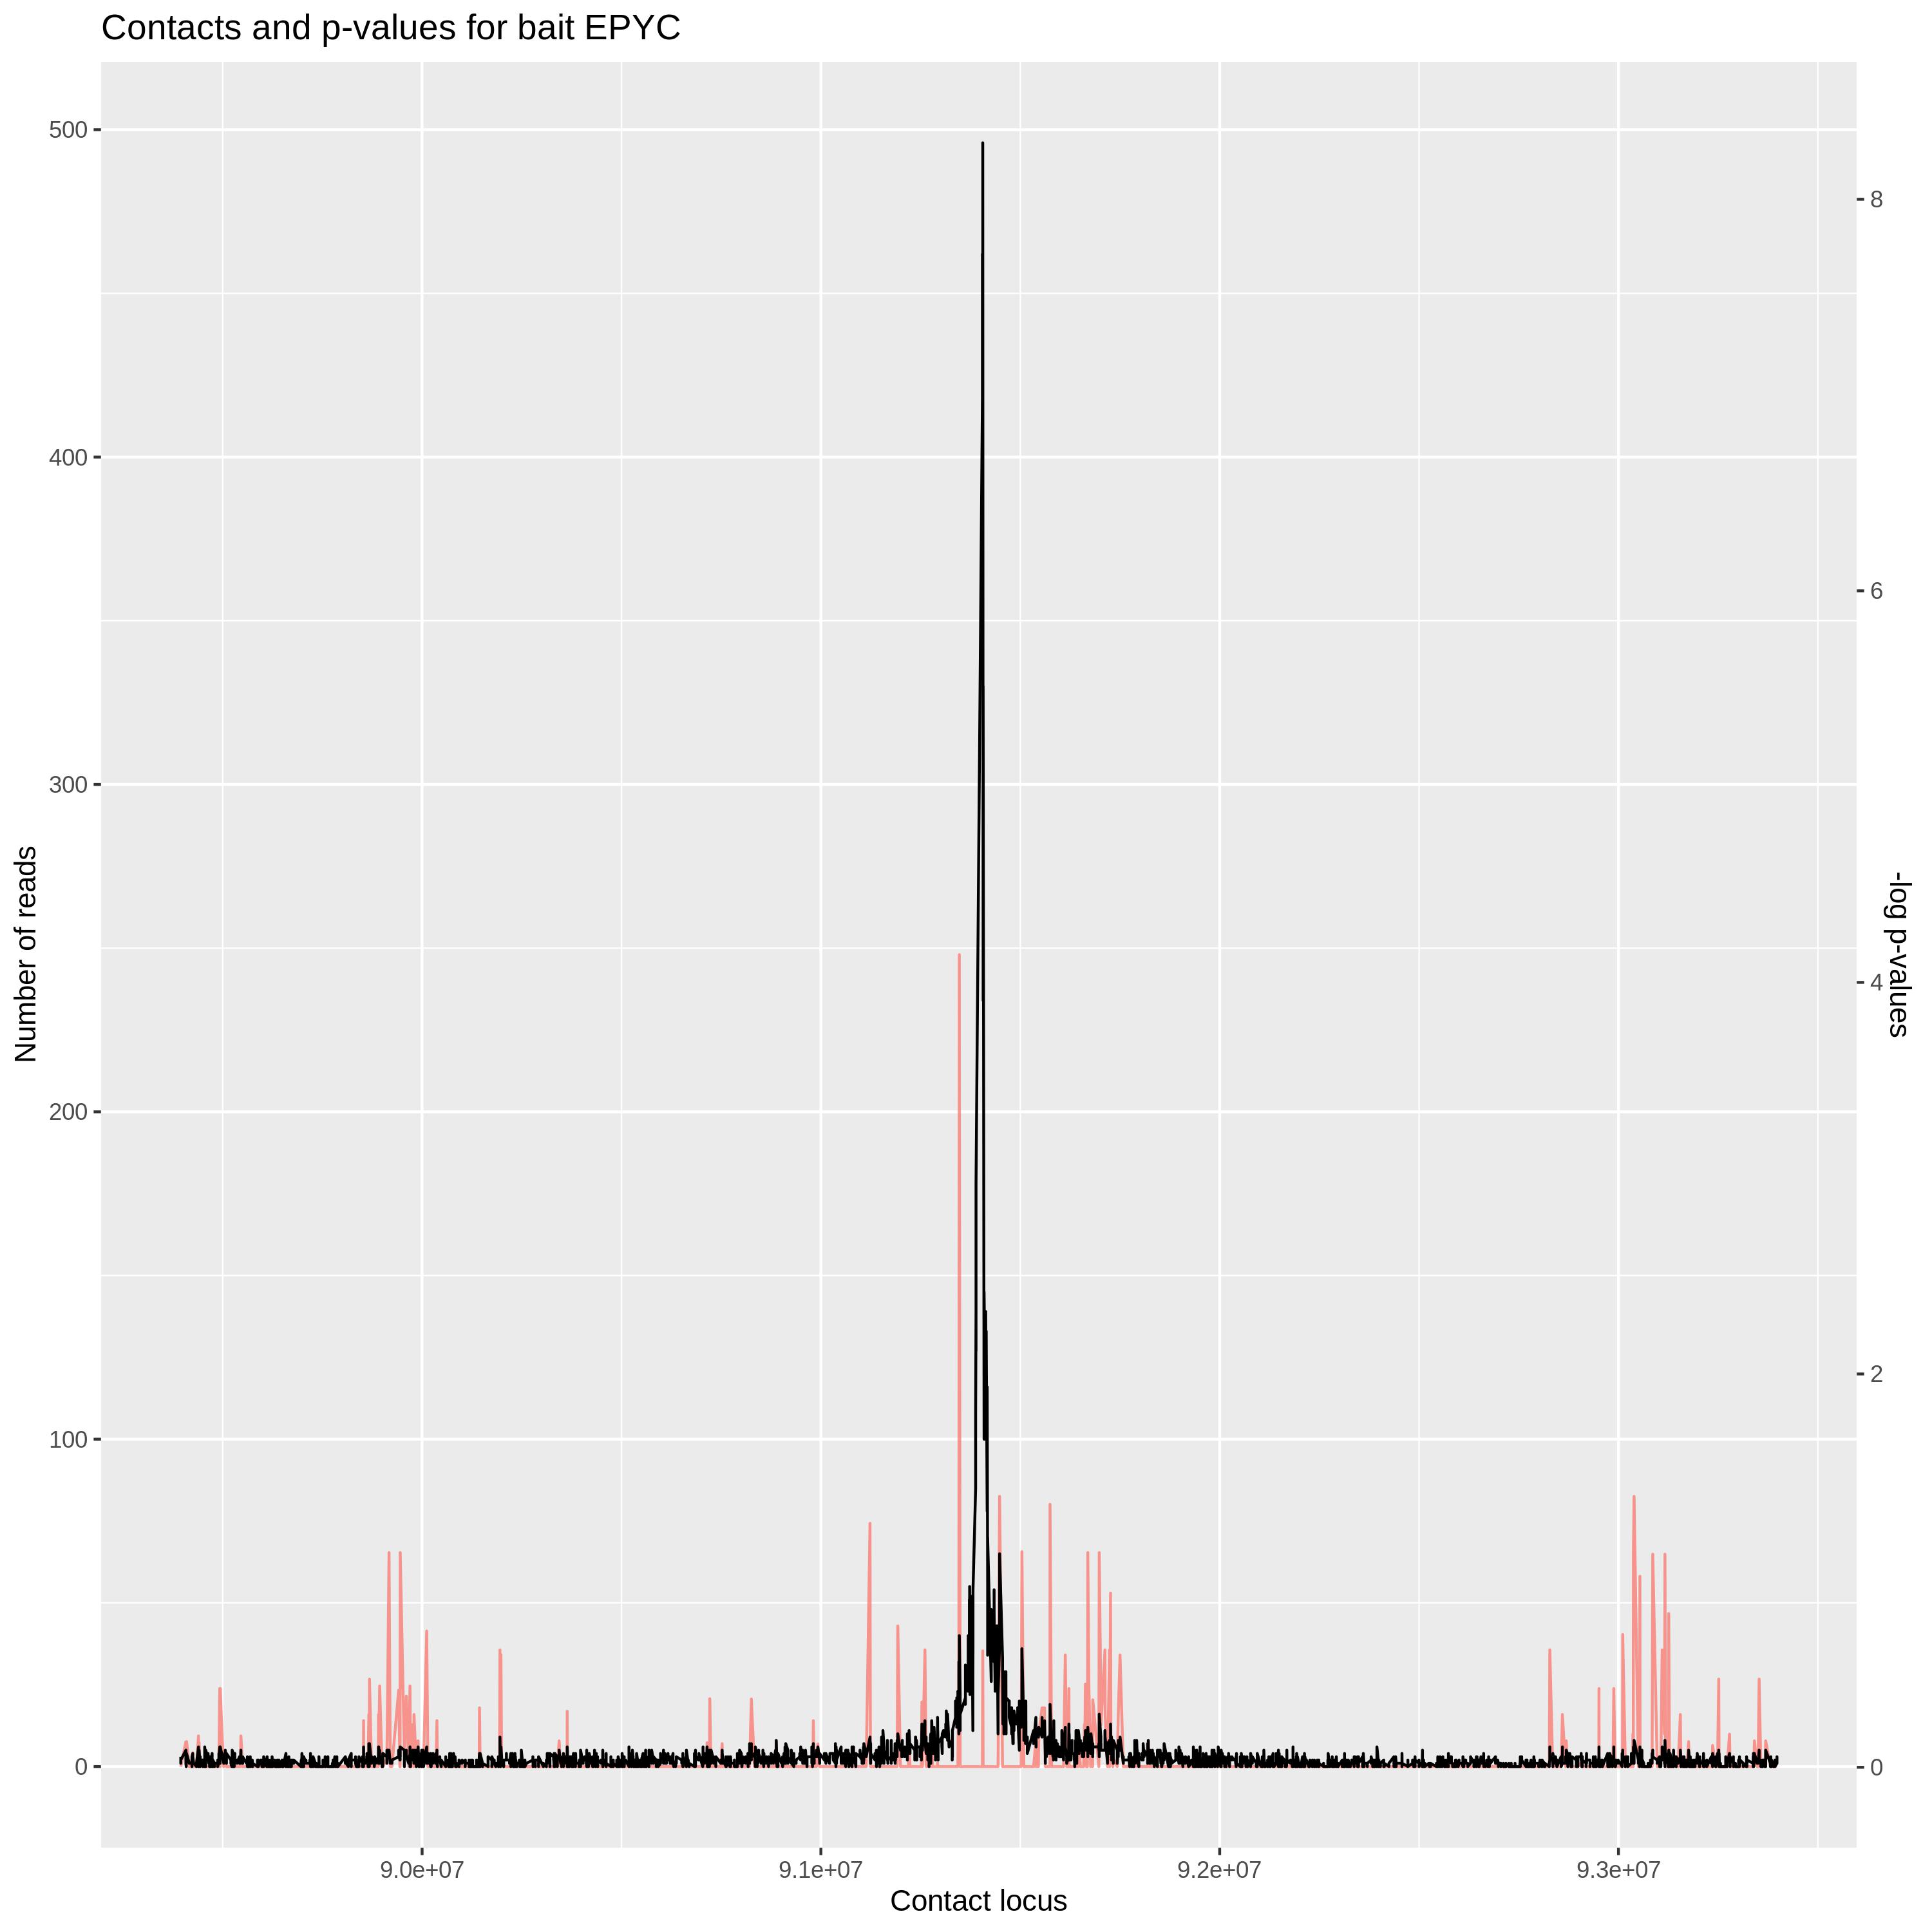 Contacts and p-values for bait EPYC
Number of reads
500
400
300
200
100
0
8
6
4
2
0
-log p-values
9.0e+07
9.1e+07
9.2e+07
9.3e+07
Contact locus